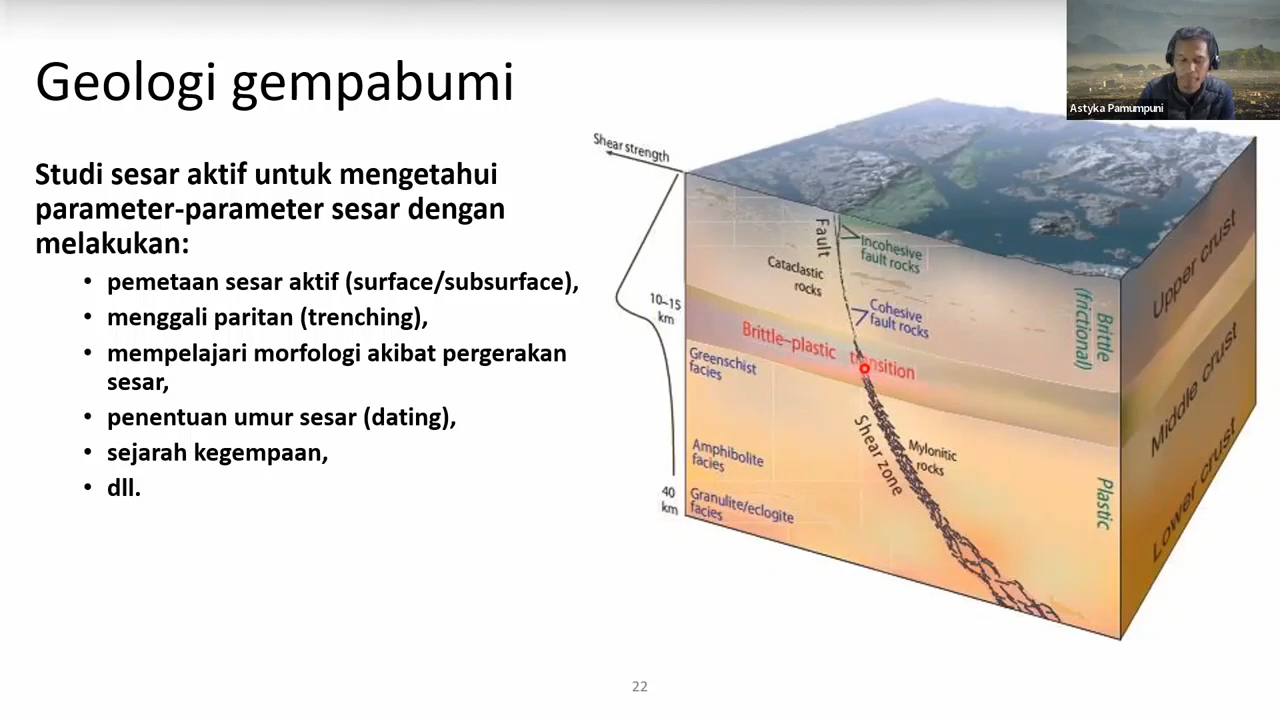 Geologi gempabumi
Astyka Pamumpuni
Studi sesar aktif untuk mengetahui
parameter-parameter sesar dengan
melakukan:
• pemetaan sesar aktif (surface/subsurface),
• menggali paritan (trenching),
• mempelajari morfologi akibat pergerakan
sesar,
• penentuan umur sesar (dating),
• sejarah kegempaan,
• dll.
Shear strength
10–15
km
40
km
Fault
Incohesive
fault rocks
Cataclastic
rocks
Cohesive
fault rocks
Brittle–plastic transition
Greenschist
facies
Shear zone
Mylonitic
rocks
Amphibolite
facies
Granulite/eclogite
facies
Brittle
(frictional)
Plastic
Upper crust
Middle crust
Lower crust
22